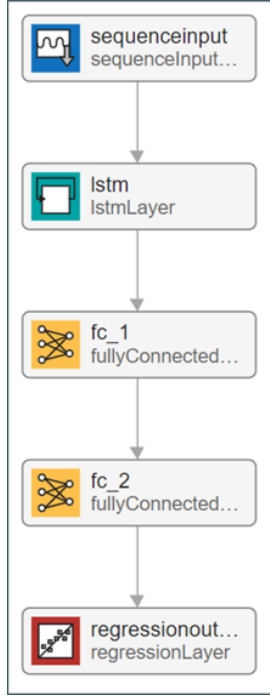 sequenceinput
sequenceInput...
lstm
lstmLayer
fc_1
fullyConnected...
fc_2
fullyConnected...
regressionout...
regressionLayer